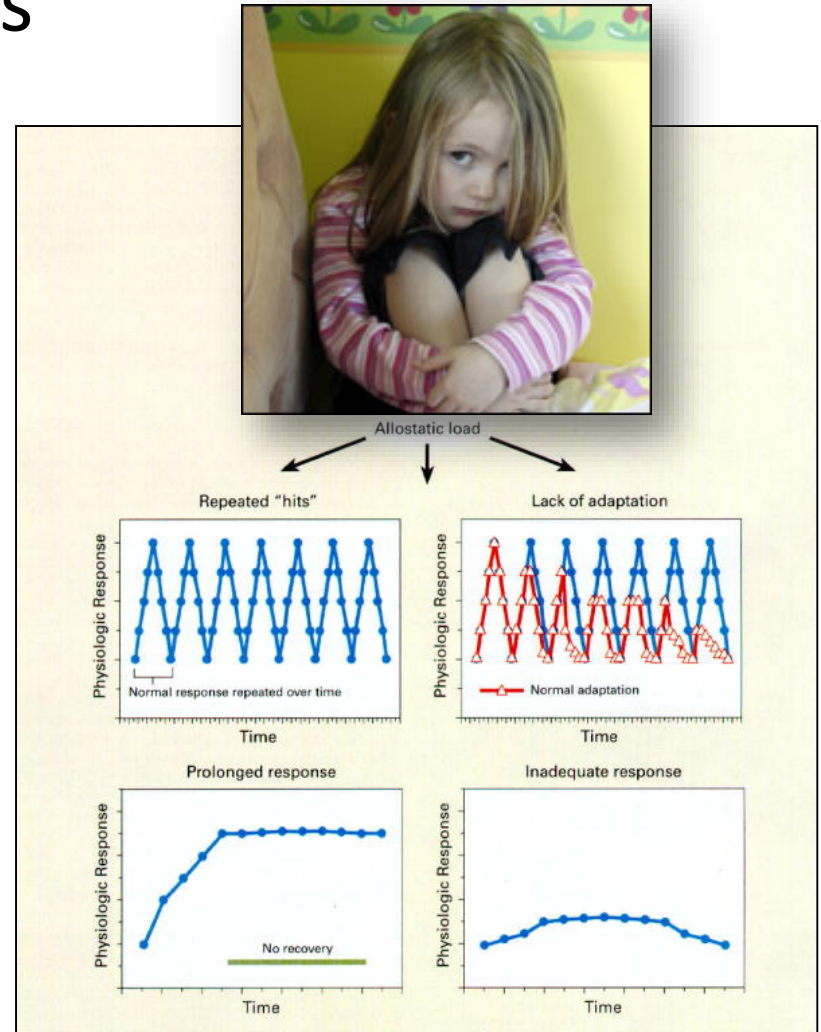 s
Allostatic load
Repeated "hits"
Physiologic Response
Normal response repeated over time
Time
Lack of adaptation
Physiologic Response
Normal adaptation
Time
Prolonged response
Physiologic Response
No recovery
Time
Inadequate response
Physiologic Response
Time